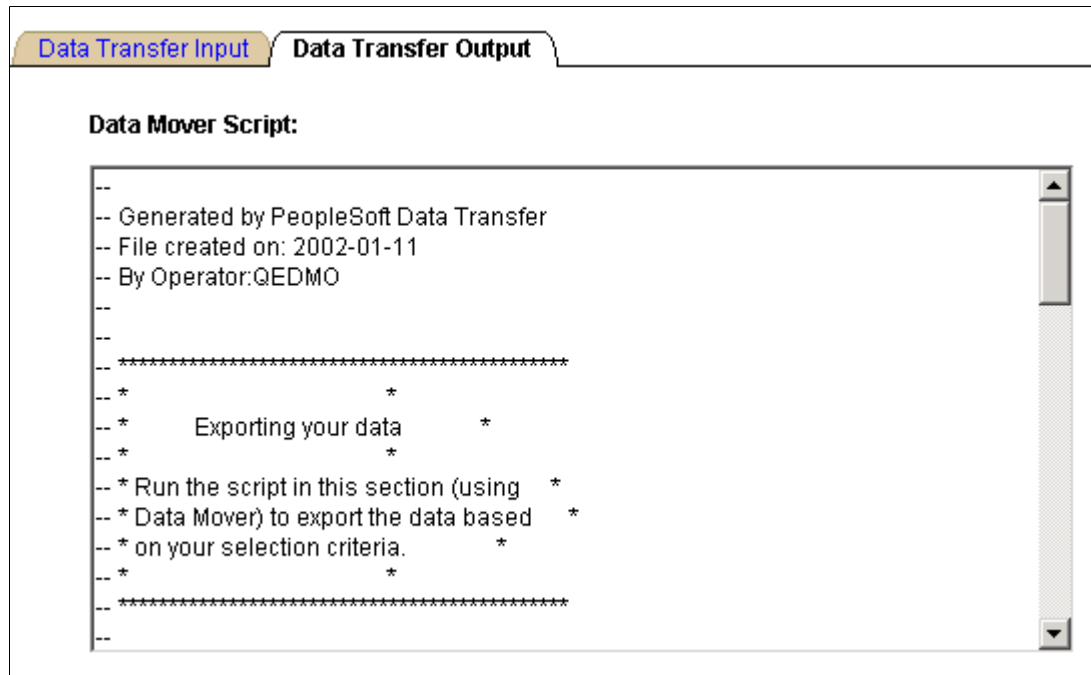 Data Transfer Input Data Transfer Output
Data Mover Script:
--
-- Generated by PeopleSoft Data Transfer
-- File created on: 2002-01-11
-- By Operator:QEDMO
--
--
-- *********************************************
-- * *
-- * Exporting your data *
-- * *
-- * Run the script in this section (using *
-- * Data Mover) to export the data based *
-- * on your selection criteria. *
-- * *
-- *********************************************
--